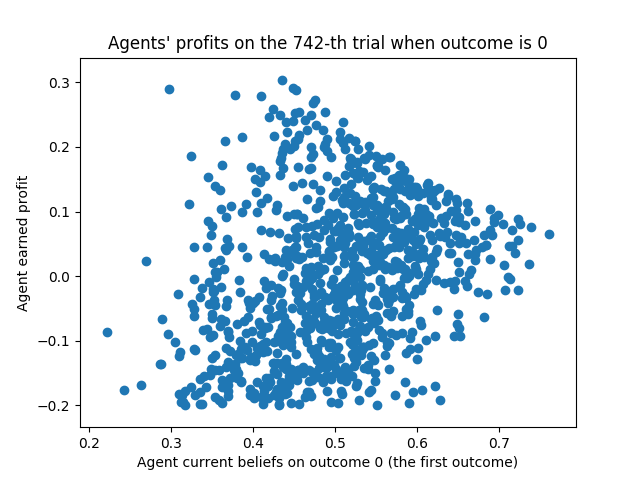 Agents' profits on the 742-th trial when outcome is 0
Agent earned profit
0.3
0.2
0.1
0.0
−0.1
−0.2
0.2 0.3 0.4 0.5 0.6 0.7
Agent current beliefs on outcome 0 (the first outcome)